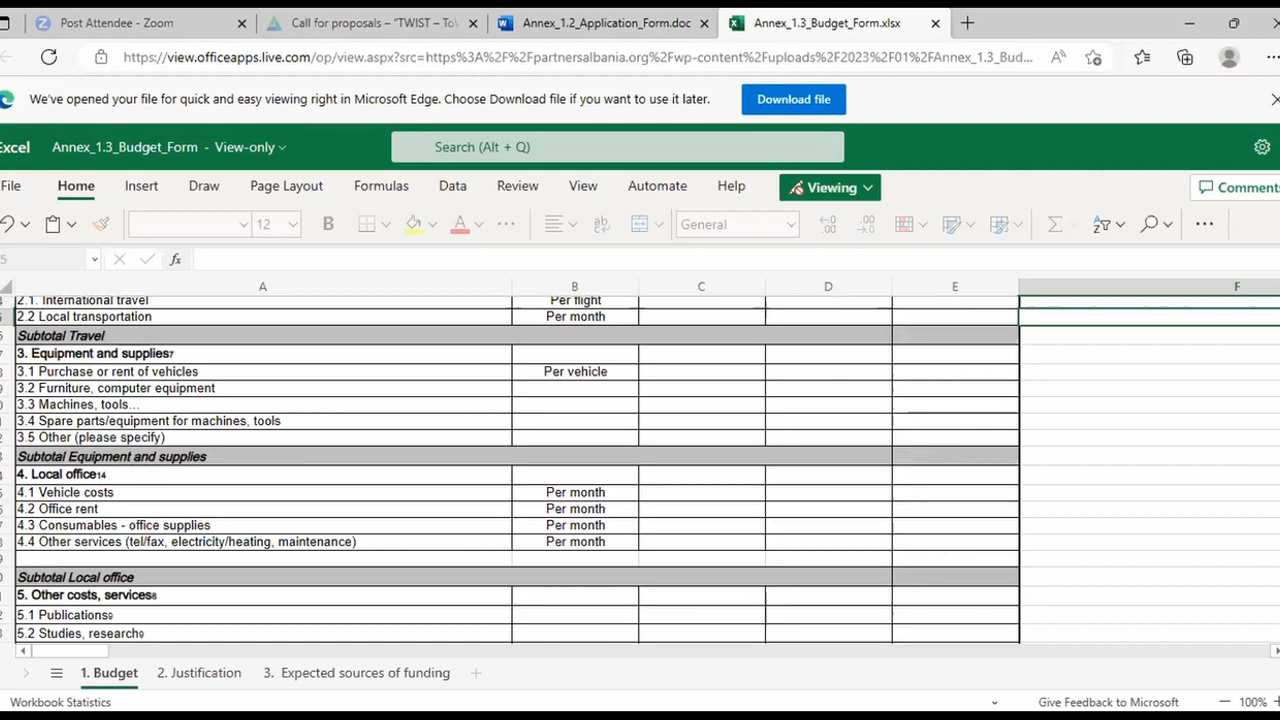 Post Attendee - Zoom
Call for proposals – “TWIST – ToV
Annex_1.2_Application_Form.doc
Annex_1.3_Budget_Form.xlsx
https://view.officeapps.live.com/op/view.aspx?src=https%3A%2F%2Fpartnersalbania.org%2Fwp-content%2Fuploads%2F2023%2F01%2FAnnex_1.3_Bud...
We've opened your file for quick and easy viewing right in Microsoft Edge. Choose Download file if you want to use it later.
Download file
Excel
Annex_1.3_Budget_Form - View-only
Search (Alt + Q)
File
Home
Insert
Draw
Page Layout
Formulas
Data
Review
View
Automate
Help
Viewing
Comments
12
B
General
fx
A B C D E F
2.1. International travel Per flight
2.2 Local transportation Per month
Subtotal Travel
3. Equipment and supplies7
3.1 Purchase or rent of vehicles Per vehicle
3.2 Furniture, computer equipment
3.3 Machines, tools...
3.4 Spare parts/equipment for machines, tools
3.5 Other (please specify)
Subtotal Equipment and supplies
4. Local office14
4.1 Vehicle costs Per month
4.2 Office rent Per month
4.3 Consumables - office supplies Per month
4.4 Other services (tel/fax, electricity/heating, maintenance) Per month
Subtotal Local office
5. Other costs, services8
5.1 Publications9
5.2 Studies, research9
1. Budget
2. Justification
3. Expected sources of funding
Workbook Statistics
Give Feedback to Microsoft
100%